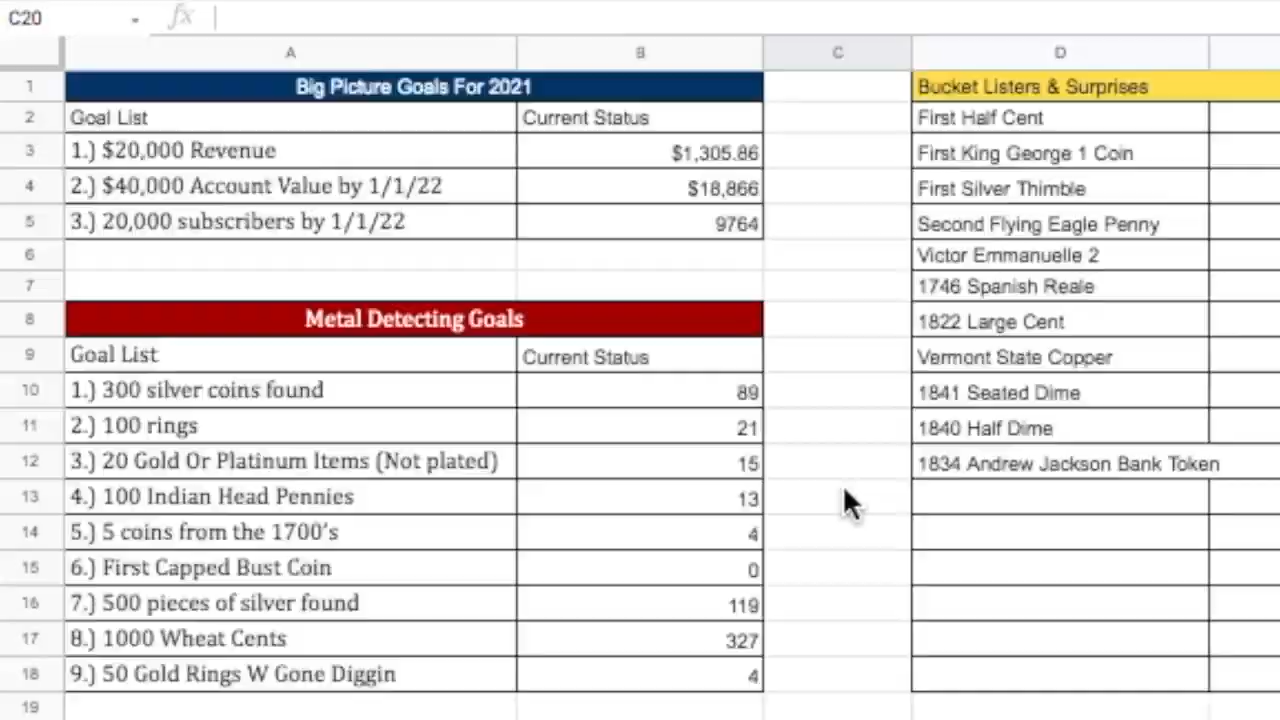 C20 fx
A B C D
1 Big Picture Goals For 2021 Bucket Listers & Surprises
2 Goal List Current Status First Half Cent
3 1.) $20,000 Revenue $1,305.86 First King George 1 Coin
4 2.) $40,000 Account Value by 1/1/22 $18,866 First Silver Thimble
5 3.) 20,000 subscribers by 1/1/22 9764 Second Flying Eagle Penny
6 Victor Emmanuelle 2
7 1746 Spanish Reale
8 Metal Detecting Goals 1822 Large Cent
9 Goal List Current Status Vermont State Copper
10 1.) 300 silver coins found 89 1841 Seated Dime
11 2.) 100 rings 21 1840 Half Dime
12 3.) 20 Gold Or Platinum Items (Not plated) 15 1834 Andrew Jackson Bank Token
13 4.) 100 Indian Head Pennies 13
14 5.) 5 coins from the 1700's 4
15 6.) First Capped Bust Coin 0
16 7.) 500 pieces of silver found 119
17 8.) 1000 Wheat Cents 327
18 9.) 50 Gold Rings W Gone Diggin 4
19